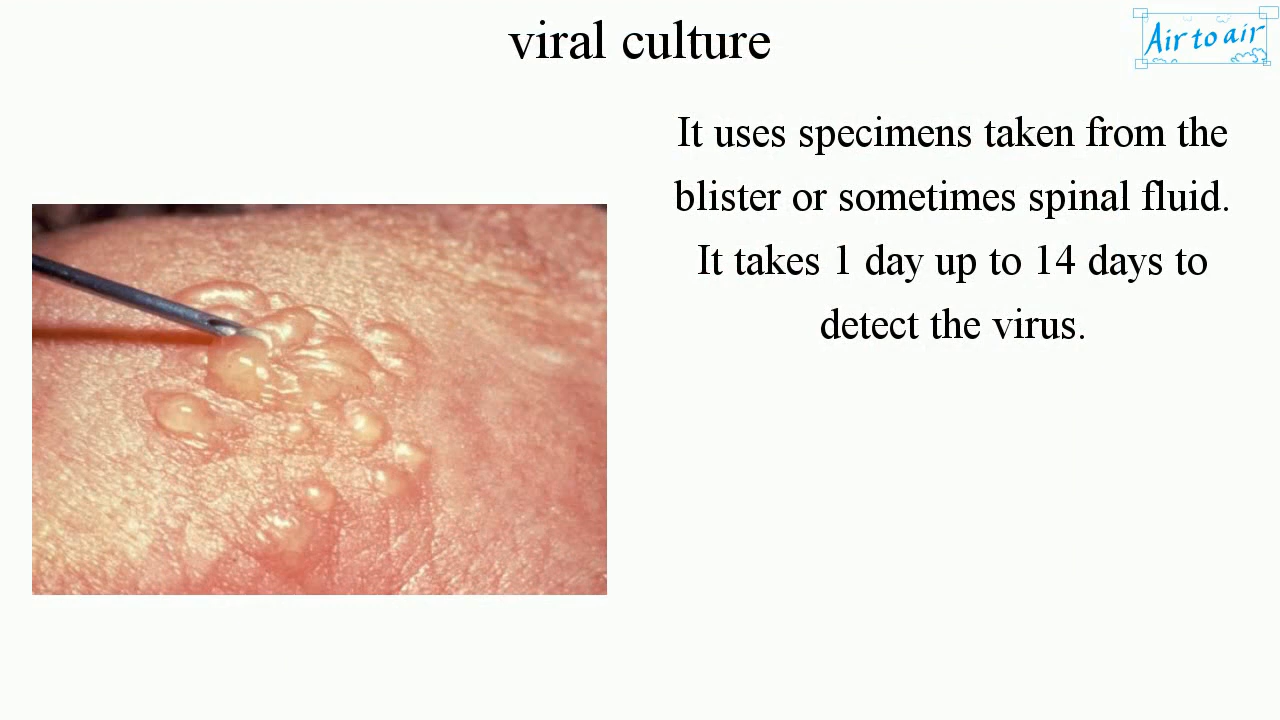 viral culture
Air to air
It uses specimens taken from the
blister or sometimes spinal fluid.
It takes 1 day up to 14 days to
detect the virus.